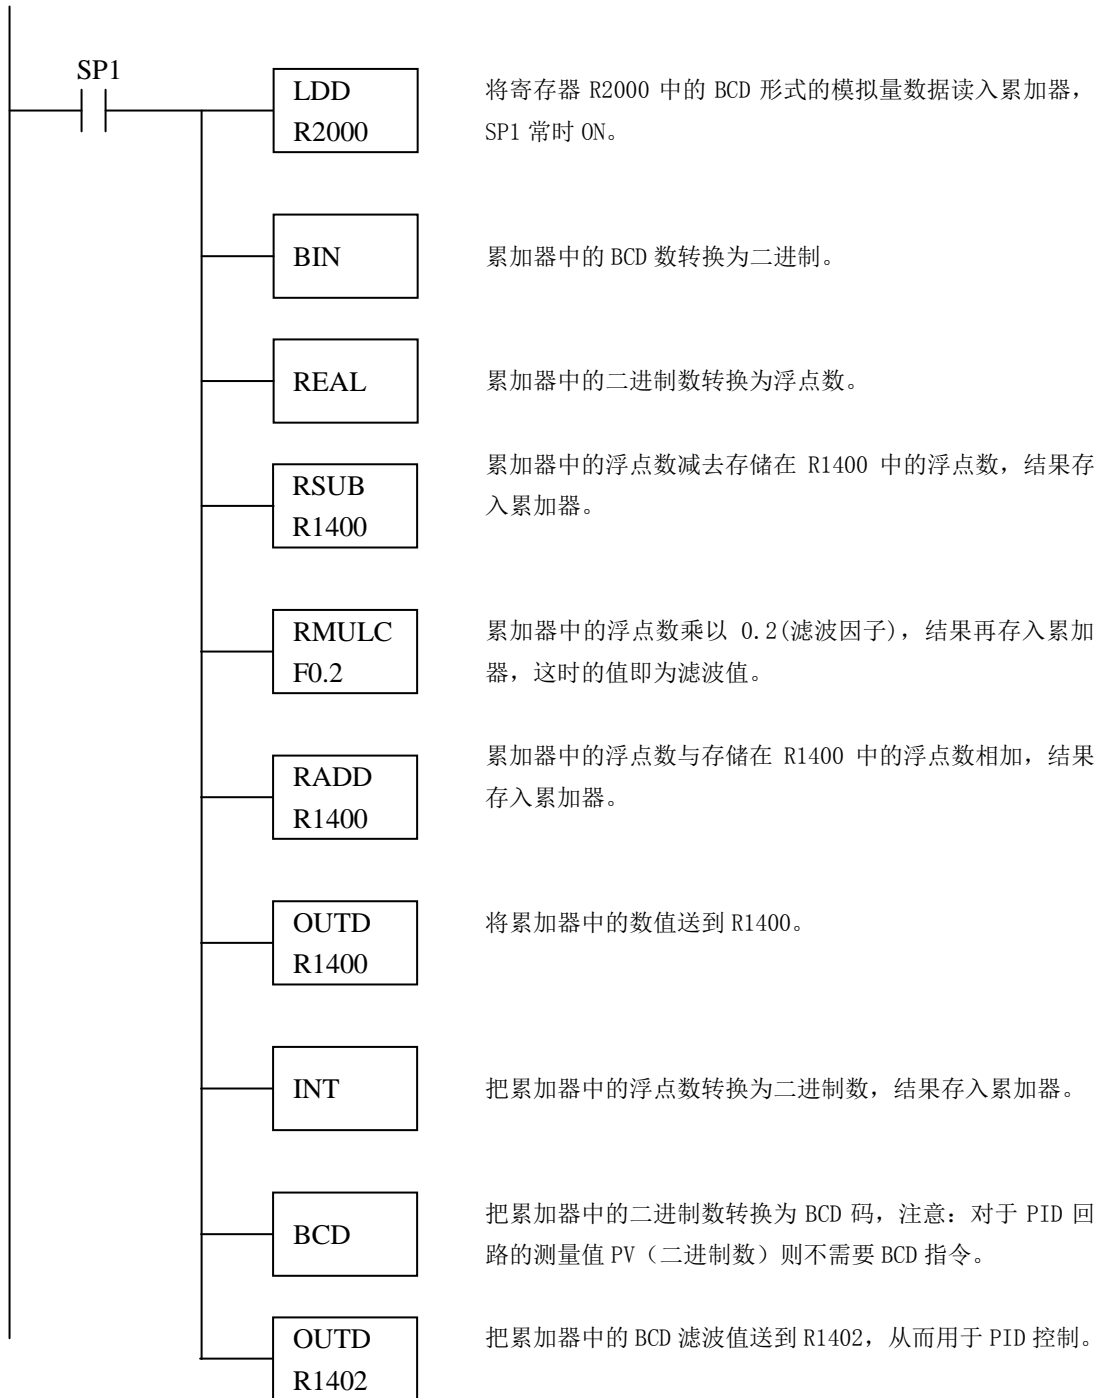 SP1
LDD
R2000
将寄存器 R2000 中的 BCD 形式的模拟量数据读入累加器，
SP1 常时 ON。
BIN
累加器中的 BCD 数转换为二进制。
REAL
累加器中的二进制数转换为浮点数。
RSUB
R1400
累加器中的浮点数减去存储在 R1400 中的浮点数，结果存
入累加器。
RMULC
F0.2
累加器中的浮点数乘以 0.2(滤波因子)，结果再存入累加
器，这时的值即为滤波值。
RADD
R1400
累加器中的浮点数与存储在 R1400 中的浮点数相加，结果
存入累加器。
OUTD
R1400
将累加器中的数值送到 R1400。
INT
把累加器中的浮点数转换为二进制数，结果存入累加器。
BCD
把累加器中的二进制数转换为 BCD 码，注意：对于 PID 回
路的测量值 PV（二进制数）则不需要 BCD 指令。
OUTD
R1402
把累加器中的 BCD 滤波值送到 R1402，从而用于 PID 控制。